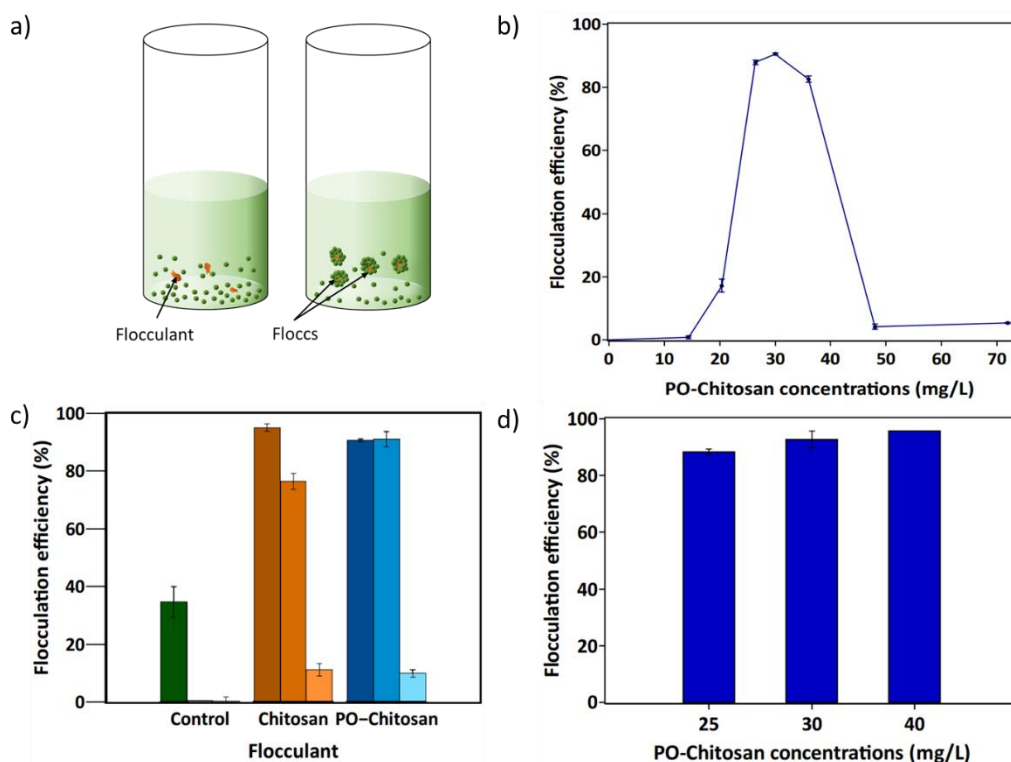 a)
Flocculant
Floccs
b)
Flocculation efficiency (%)
100
80
60
40
20
0
0 10 20 30 40 50 60 70
PO-Chitosan concentrations (mg/L)
c)
Flocculation efficiency (%)
100
80
60
40
20
0
Control Chitosan PO–Chitosan
Flocculant
d)
Flocculation efficiency (%)
100
80
60
40
20
0
25 30 40
PO-Chitosan concentrations (mg/L)